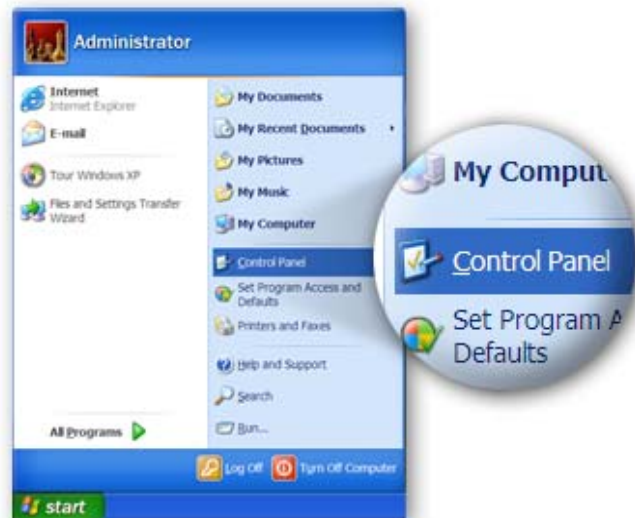 Administrator
Internet
Internet Explorer
E-mail
Tour Windows XP
Files and Settings Transfer
Wizard
All Programs
My Documents
My Recent Documents
My Pictures
My Music
My Computer
Control Panel
Set Program Access and
Defaults
Printers and Faxes
Help and Support
Search
Run...
Log Off
Turn Off Computer
start
My Comput
Control Panel
Set Program A
Defaults